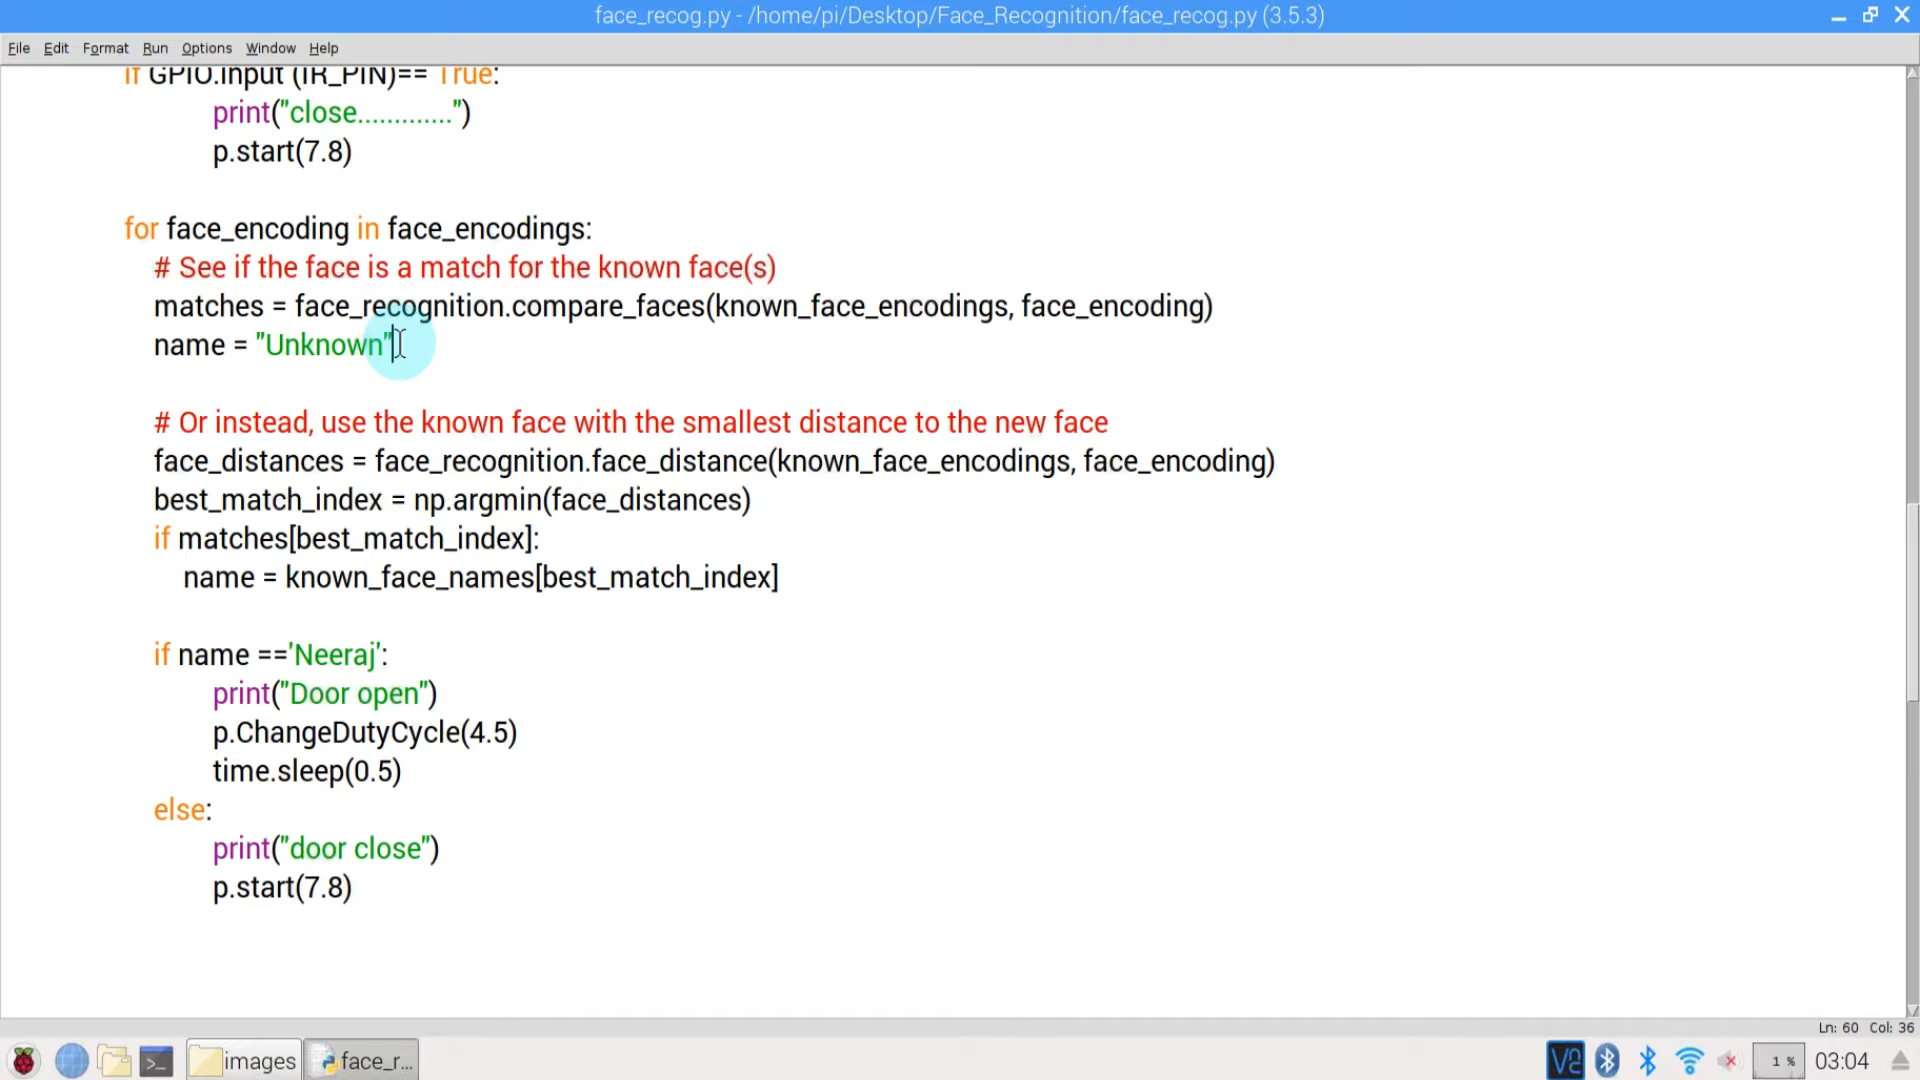 face_recog.py - /home/pi/Desktop/Face_Recognition/face_recog.py (3.5.3)
File Edit Format Run Options Window Help
if GPIO.input (IR_PIN)== True:
print("close.............")
p.start(7.8)
for face_encoding in face_encodings:
# See if the face is a match for the known face(s)
matches = face_recognition.compare_faces(known_face_encodings, face_encoding)
name = "Unknown"
# Or instead, use the known face with the smallest distance to the new face
face_distances = face_recognition.face_distance(known_face_encodings, face_encoding)
best_match_index = np.argmin(face_distances)
if matches[best_match_index]:
name = known_face_names[best_match_index]
if name =='Neeraj':
print("Door open")
p.ChangeDutyCycle(4.5)
time.sleep(0.5)
else:
print("door close")
p.start(7.8)
Ln: 60 Col: 36
images face_r... 1 % 03:04